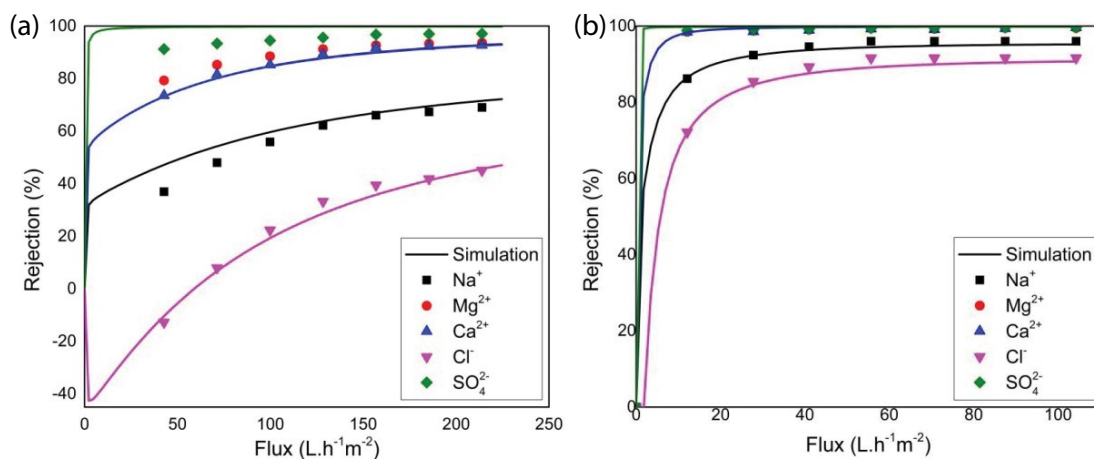 (a)
100
80
60
40
20
0
-20
-40
Rejection (%)
Simulation
Na+
Mg2+
Ca2+
Cl-
SO42-
0 50 100 150 200 250
Flux (L.h-1m-2)
(b)
100
80
60
40
20
0
Rejection (%)
Simulation
Na+
Mg2+
Ca2+
Cl-
SO42-
0 20 40 60 80 100
Flux (L.h-1m-2)